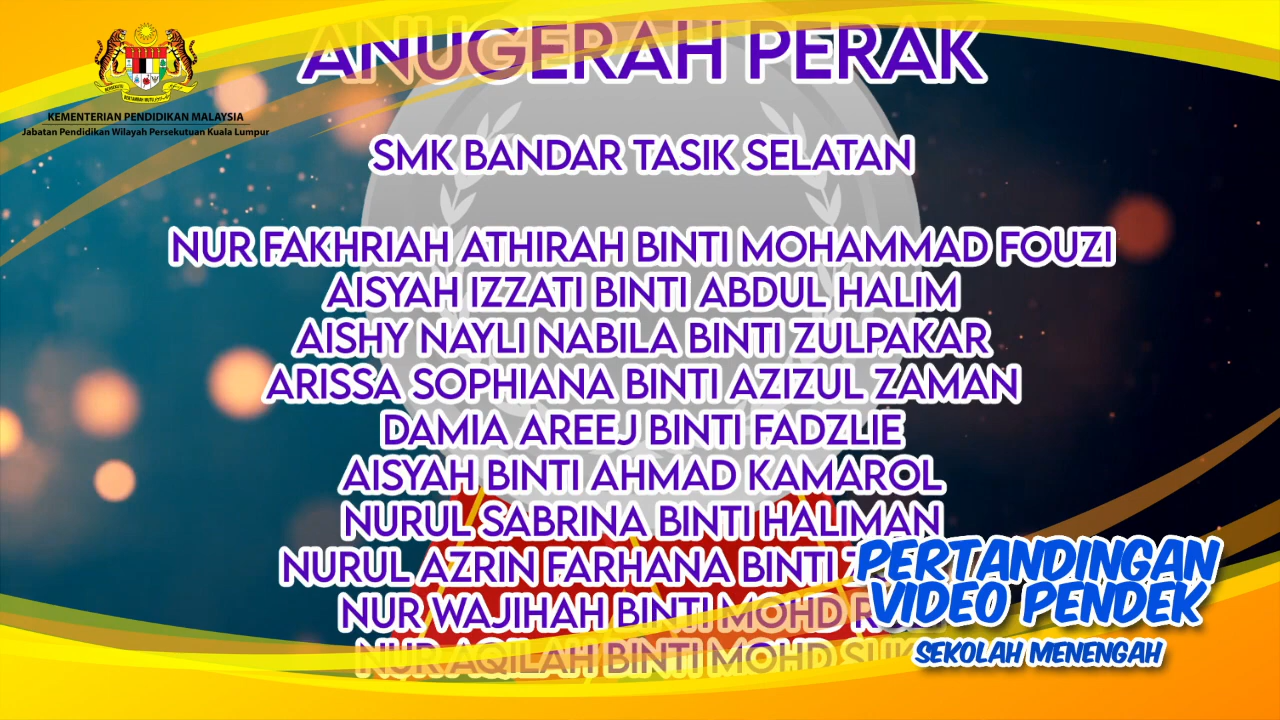 ANUGERAH PERAK
KEMENTERIAN PENDIDIKAN MALAYSIA
Jabatan Pendidikan Wilayah Persekutuan Kuala Lumpur
SMK BANDAR TASIK SELATAN
NUR FAKHRIAH ATHIRAH BINTI MOHAMMAD FOUZI
AISYAH IZZATI BINTI ABDUL HALIM
AISHY NAYLI NABILA BINTI ZULPAKAR
ARISSA SOPHIANA BINTI AZIZUL ZAMAN
DAMIA AREEJ BINTI FADZLIE
AISYAH BINTI AHMAD KAMAROL
NURUL SABRINA BINTI HALIMAN
NURUL AZRIN FARHANA BINTI
NUR WAJIHAH BINTI MOHD
NUR AQILAH BINTI MOHD
PERTANDINGAN
VIDEO PENDEK
SEKOLAH MENENGAH